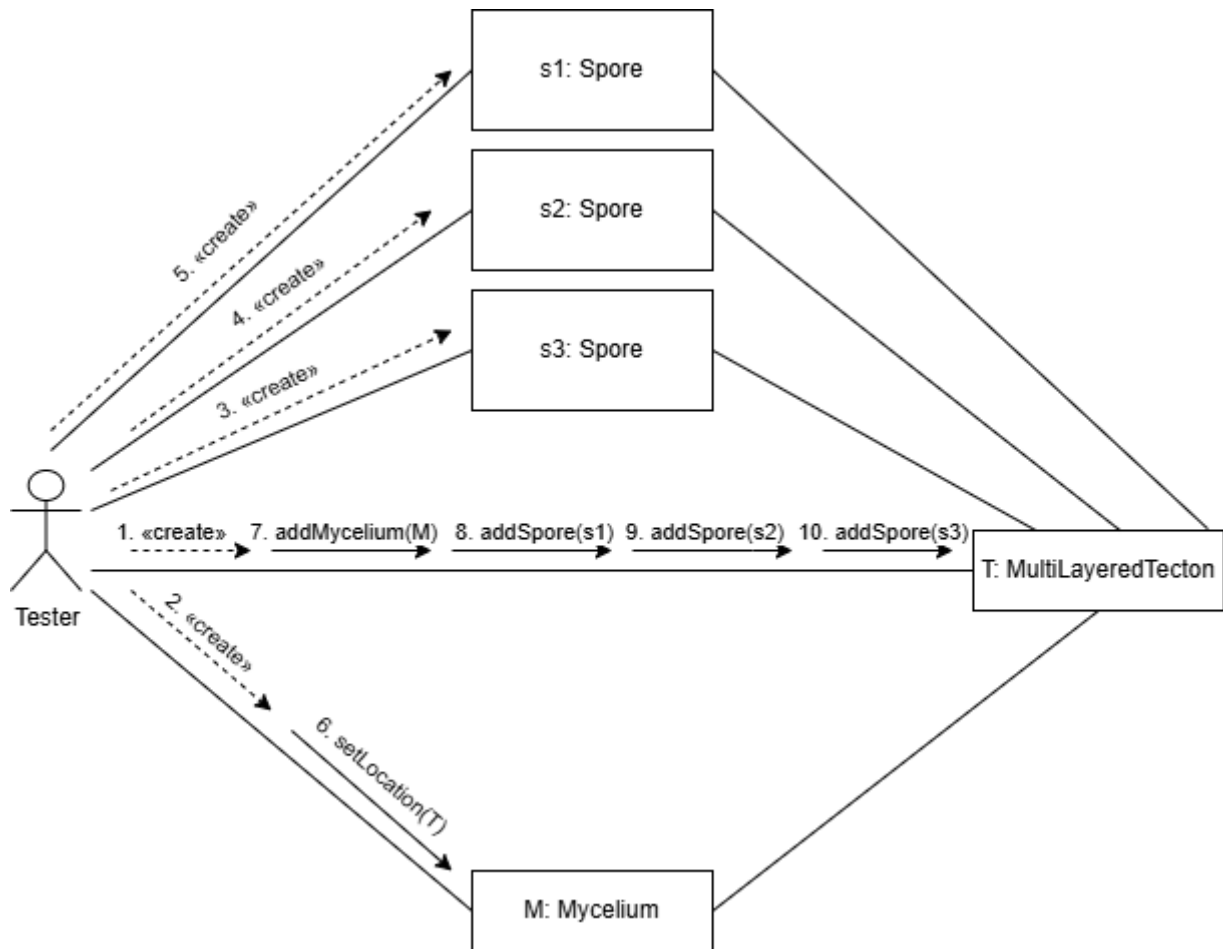 s1: Spore
5. «create»
s2: Spore
4. «create»
s3: Spore
3. «create»
1. «create» 7. addMycelium(M) 8. addSpore(s1) 9. addSpore(s2) 10. addSpore(s3)
T: MultiLayeredTecton
Tester
2. «create»
6. setLocation(T)
M: Mycelium